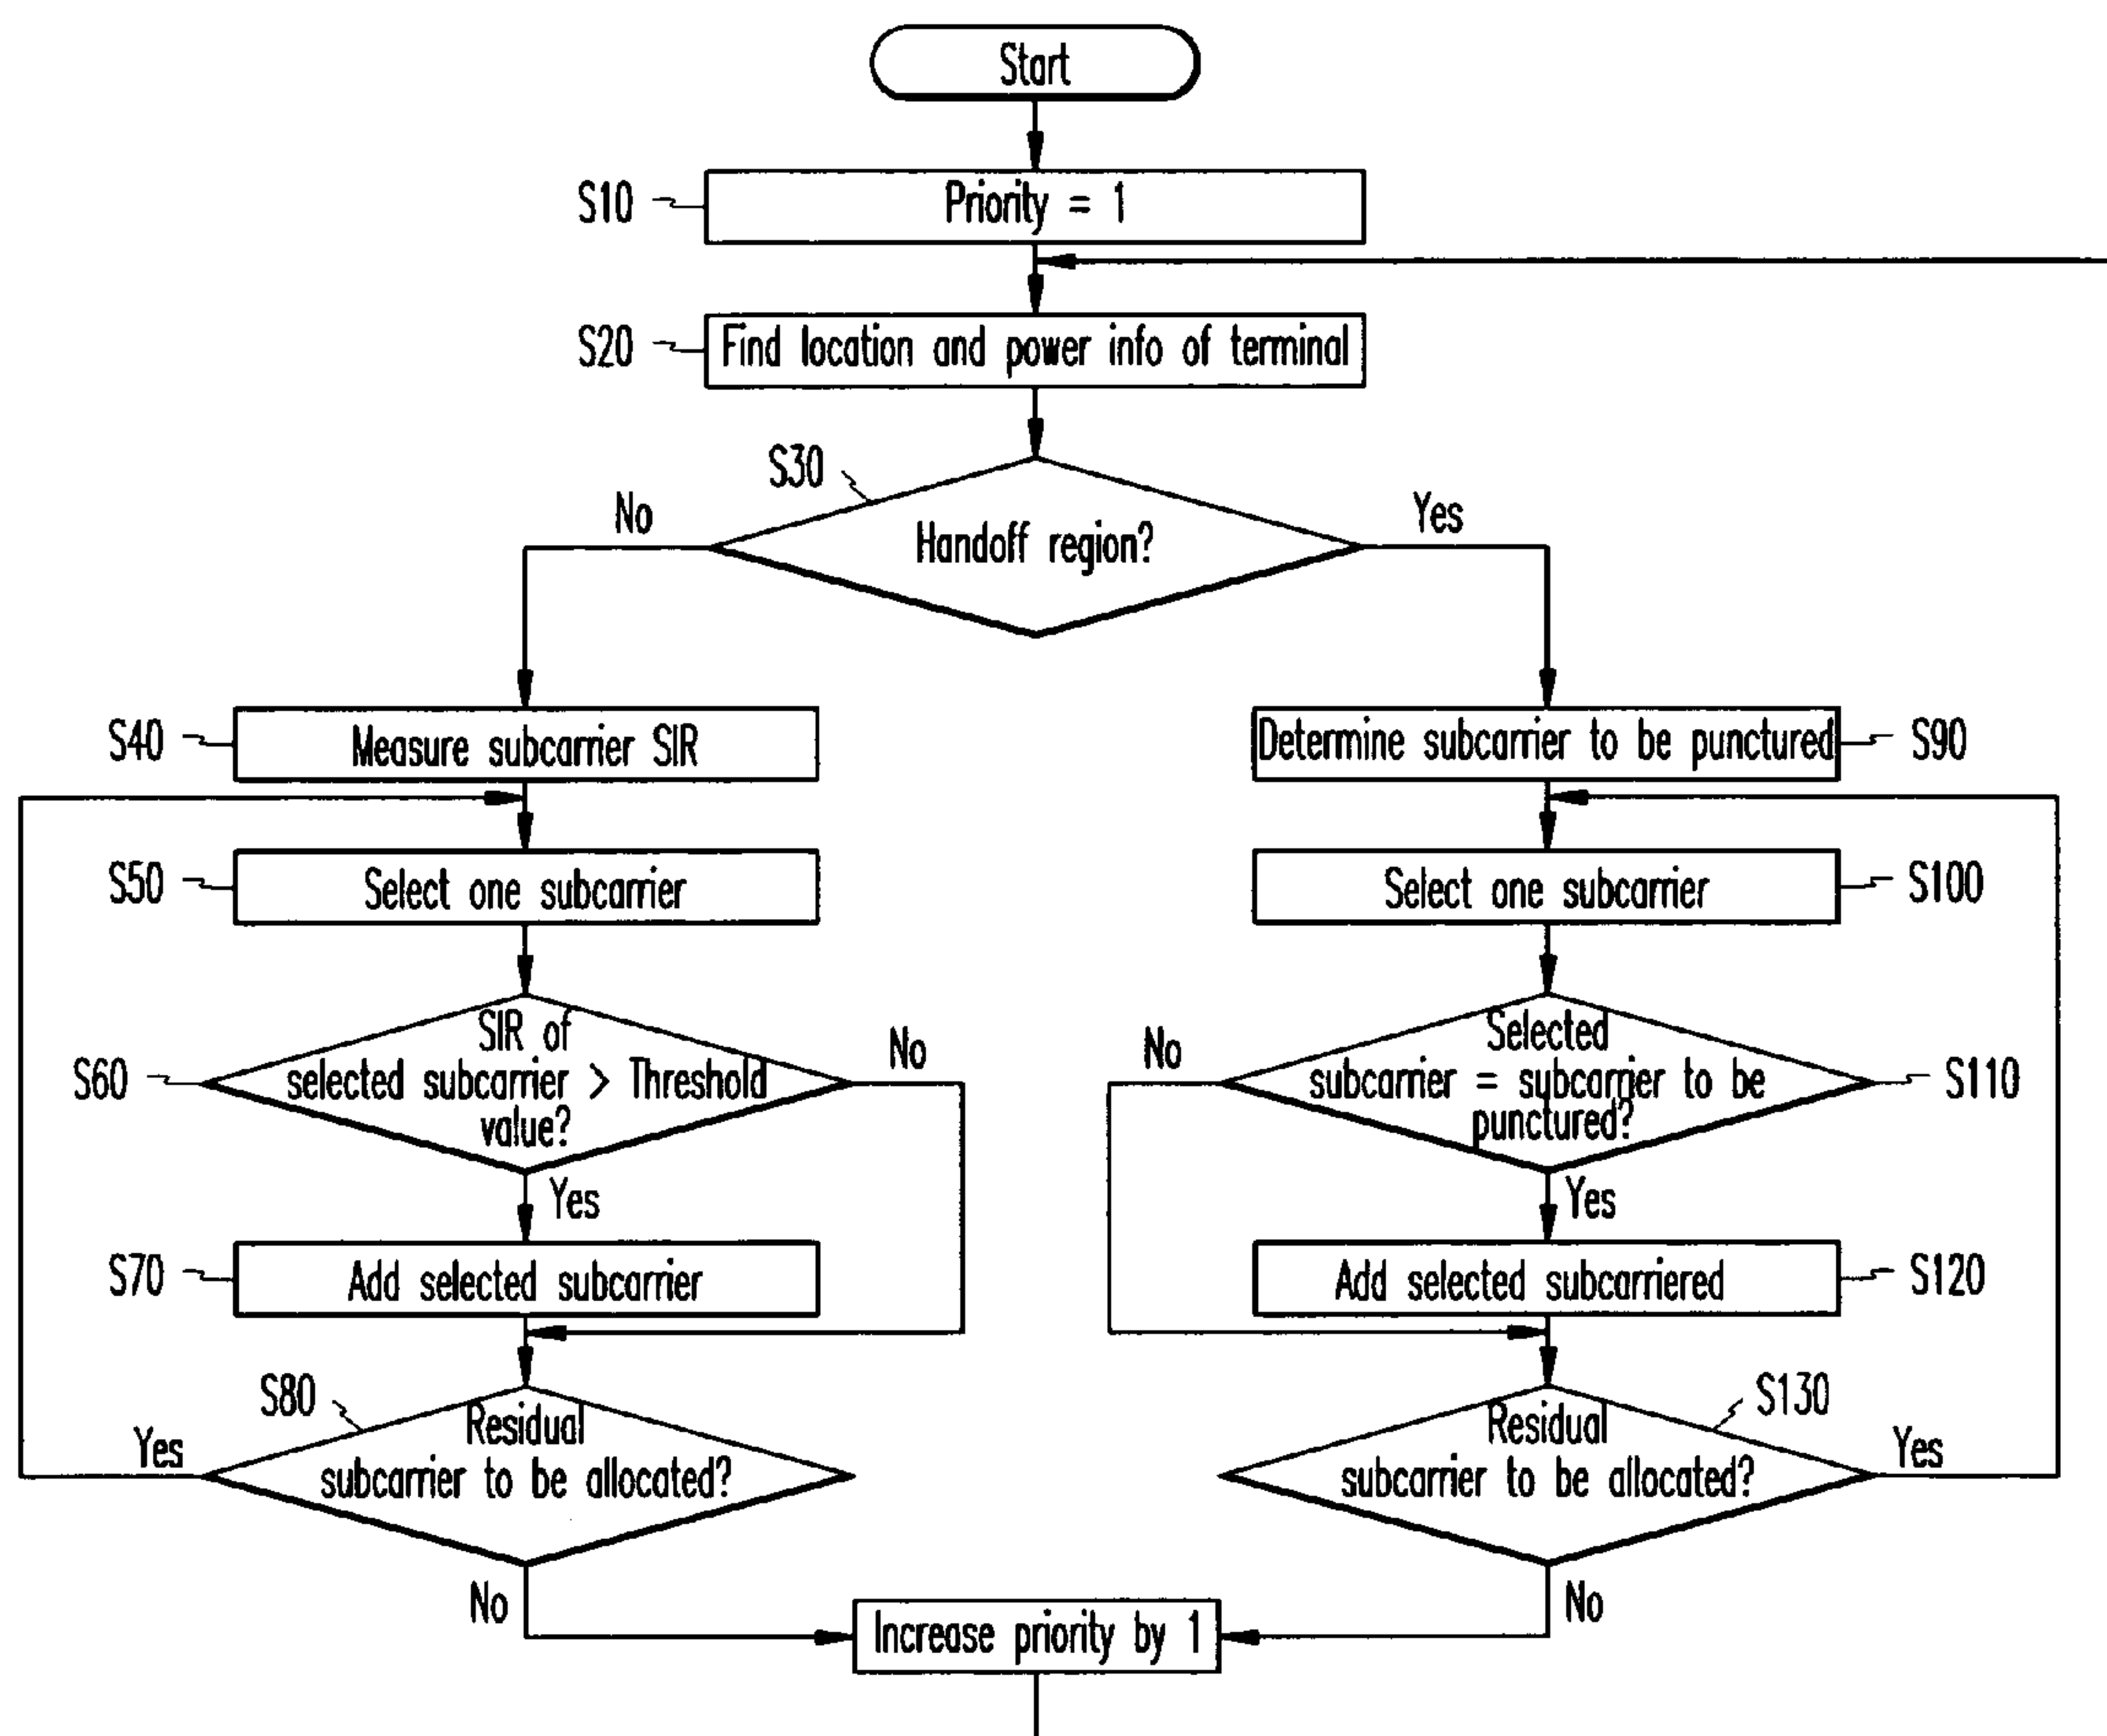 Start
S10
Priority = 1
S20
Find location and power info of terminal
S30
No
Handoff region?
Yes
S40
Measure subcarrier SIR
Determine subcarrier to be punctured
S90
S50
Select one subcarrier
Select one subcarrier
S100
S60
SIR of
selected subcarrier > Threshold
value?
No
No
Selected
subcarrier = subcarrier to be
punctured?
S110
Yes
Yes
S70
Add selected subcarrier
Add selected subcarriered
S120
S80
Yes
Residual
subcarrier to be allocated?
Residual
subcarrier to be allocated?
S130
Yes
No
No
Increase priority by 1